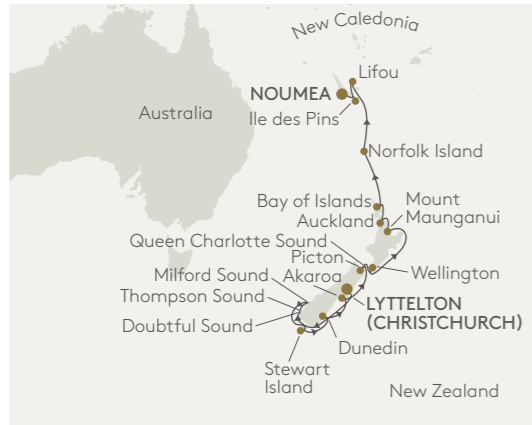 New Caledonia
Lifou
NOUMEA
Ile des Pins
Australia
Norfolk Island
Bay of Islands
Mount
Maunganui
Auckland
Queen Charlotte Sound
Picton
Wellington
Milford Sound
Akaroa
Thompson Sound
LYTTELTON
(CHRISTCHURCH)
Doubtful Sound
Dunedin
Stewart
Island
New Zealand